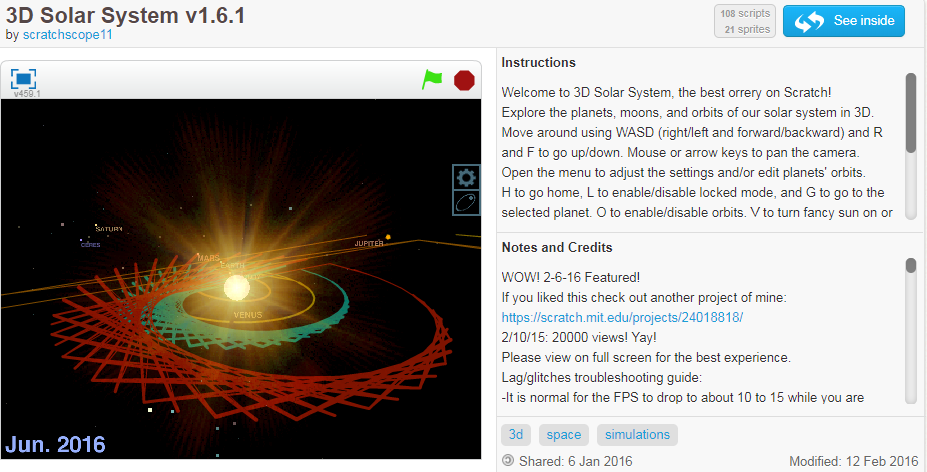 3D Solar System v1.6.1
by scratchscope11
108 scripts
21 sprites
See inside
v459.1
SATURN
CERES
MARS
EARTH
JUPITER
VENUS
Jun. 2016
Instructions
Welcome to 3D Solar System, the best orrery on Scratch!
Explore the planets, moons, and orbits of our solar system in 3D.
Move around using WASD (right/left and forward/backward) and R
and F to go up/down. Mouse or arrow keys to pan the camera.
Open the menu to adjust the settings and/or edit planets' orbits.
H to go home, L to enable/disable locked mode, and G to go to the
selected planet. O to enable/disable orbits. V to turn fancy sun on or
Notes and Credits
WOW! 2-6-16 Featured!
If you liked this check out another project of mine:
https://scratch.mit.edu/projects/24018818/
2/10/15: 20000 views! Yay!
Please view on full screen for the best experience.
Lag/glitches troubleshooting guide:
-It is normal for the FPS to drop to about 10 to 15 while you are
3d
space
simulations
Shared: 6 Jan 2016
Modified: 12 Feb 2016